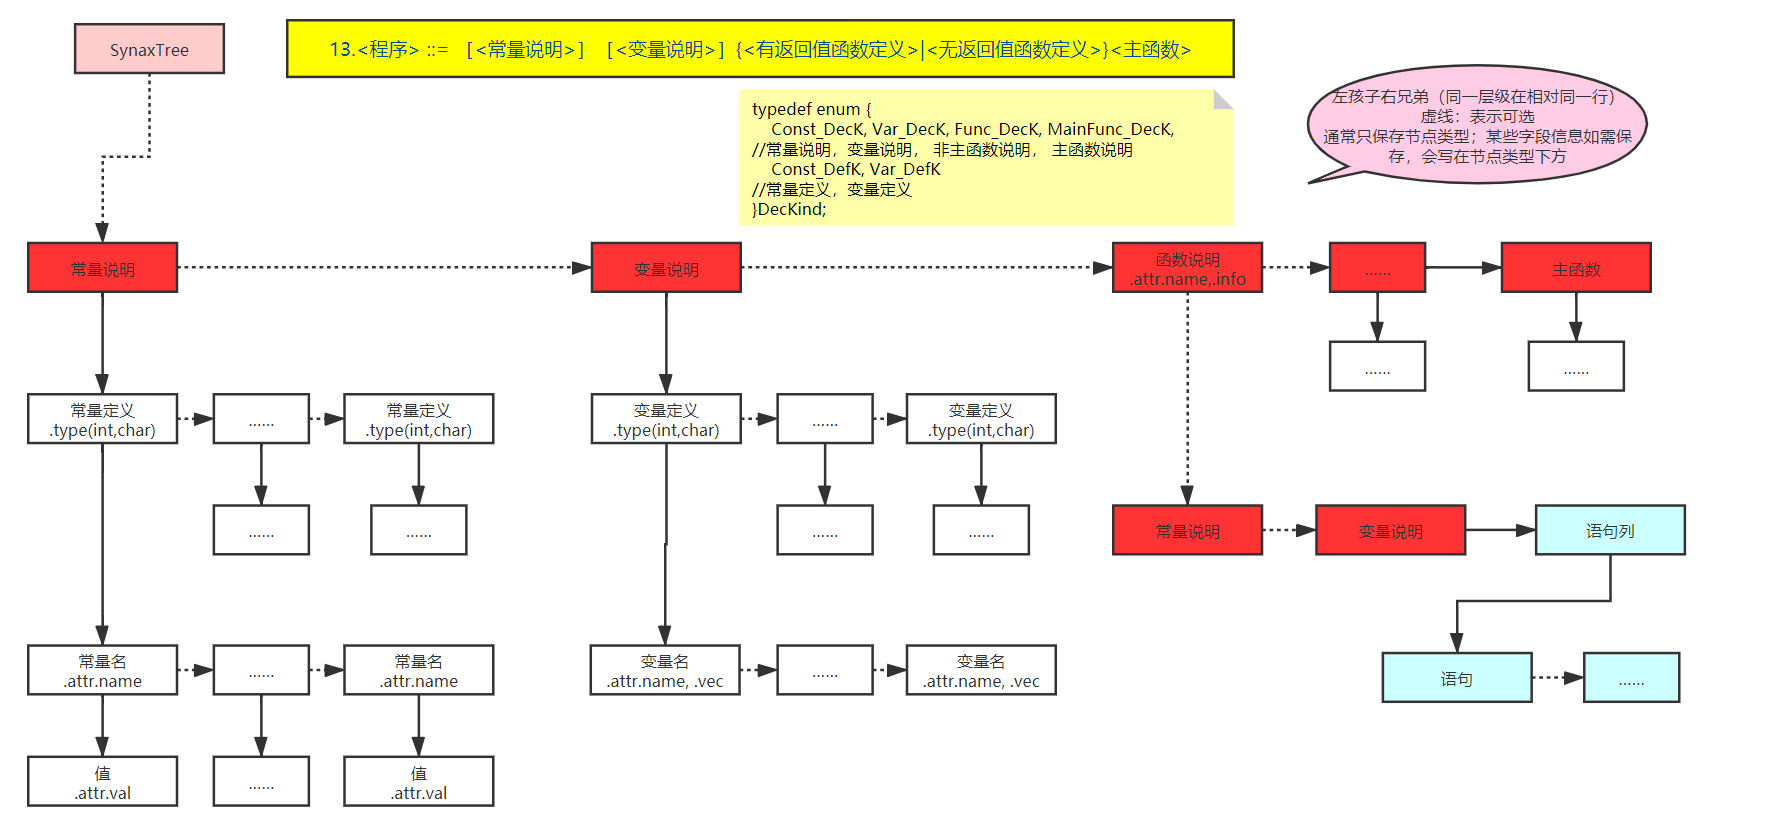 SynaxTree
13.<程序> ::= ［<常量说明>］［<变量说明>］{<有返回值函数定义>|<无返回值函数定义>}<主函数>
typedef enum {
Const_DecK, Var_DecK, Func_DecK, MainFunc_DecK,
//常量说明，变量说明， 非主函数说明， 主函数说明
Const_DefK, Var_DefK
//常量定义，变量定义
}DecKind;
左孩子右兄弟（同一层级在相对同一行）
虚线：表示可选
通常只保存节点类型；某些字段信息如需保
存，会写在节点类型下方
常量说明
变量说明
函数说明
.attr.name,.info
......
主函数
......
......
常量定义
.type(int,char)
......
常量定义
.type(int,char)
变量定义
.type(int,char)
......
变量定义
.type(int,char)
......
......
......
......
常量说明
变量说明
语句列
常量名
.attr.name
......
常量名
.attr.name
变量名
.attr.name, .vec
......
变量名
.attr.name, .vec
语句
......
值
.attr.val
......
值
.attr.val